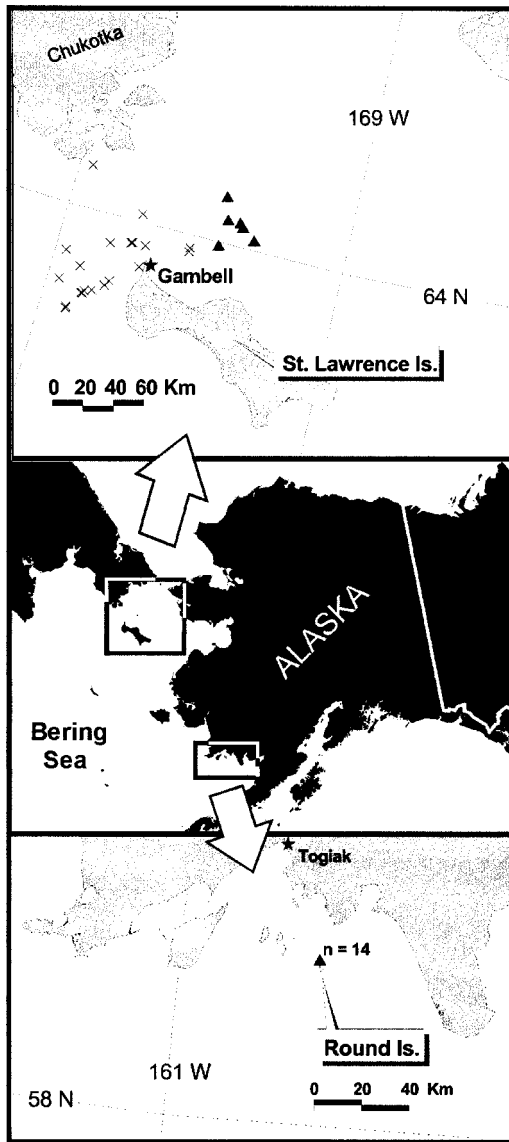 Chukotka
169 W
Gambell
64 N
St. Lawrence Is.
0 20 40 60 Km
ALASKA
Bering
Sea
Togiak
n = 14
Round Is.
161 W
58 N
0 20 40 Km